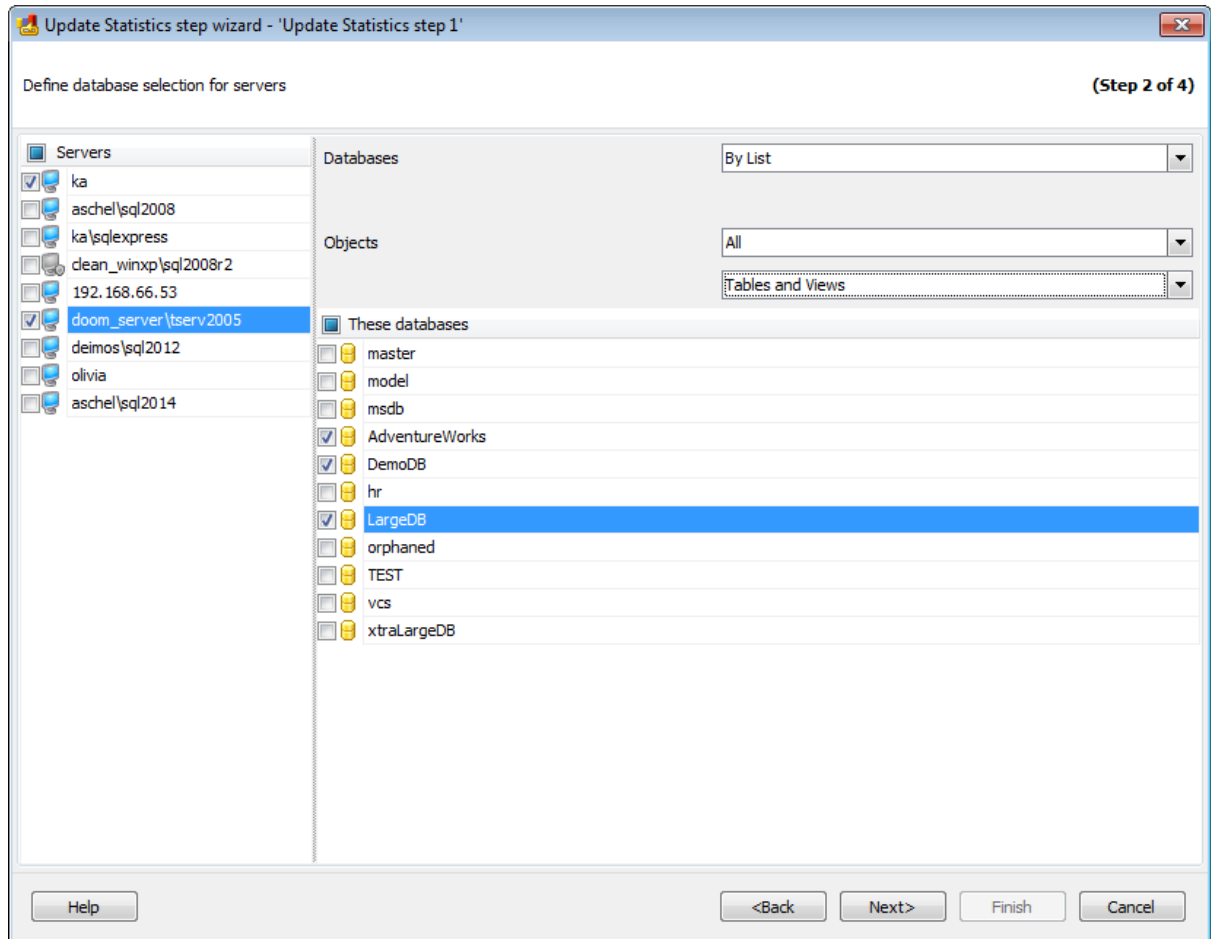 Update Statistics step wizard - 'Update Statistics step 1'
Define database selection for servers
(Step 2 of 4)
Servers
ka
aschel\sql2008
ka\sqlexpress
clean_winxp\sql2008r2
192.168.66.53
doom_server\tserv2005
deimos\sql2012
olivia
aschel\sql2014
Databases
By List
Objects
All
Tables and Views
These databases
master
model
msdb
AdventureWorks
DemoDB
hr
LargeDB
orphaned
TEST
vcs
xtraLargeDB
Help
<Back
Next>
Finish
Cancel